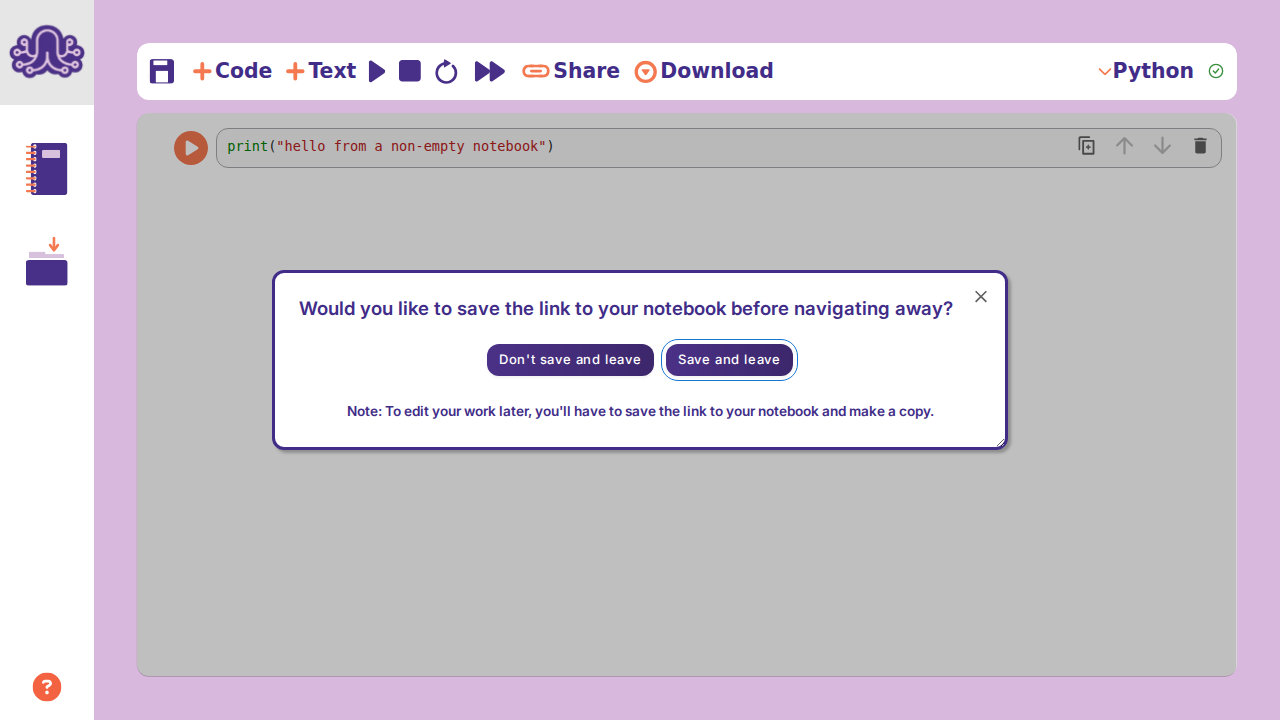 Code
Text
Share
Download
Python
print("hello from a non-empty notebook")
Would you like to save the link to your notebook before navigating away?
Don't save and leave
Save and leave
Note: To edit your work later, you'll have to save the link to your notebook and make a copy.
?